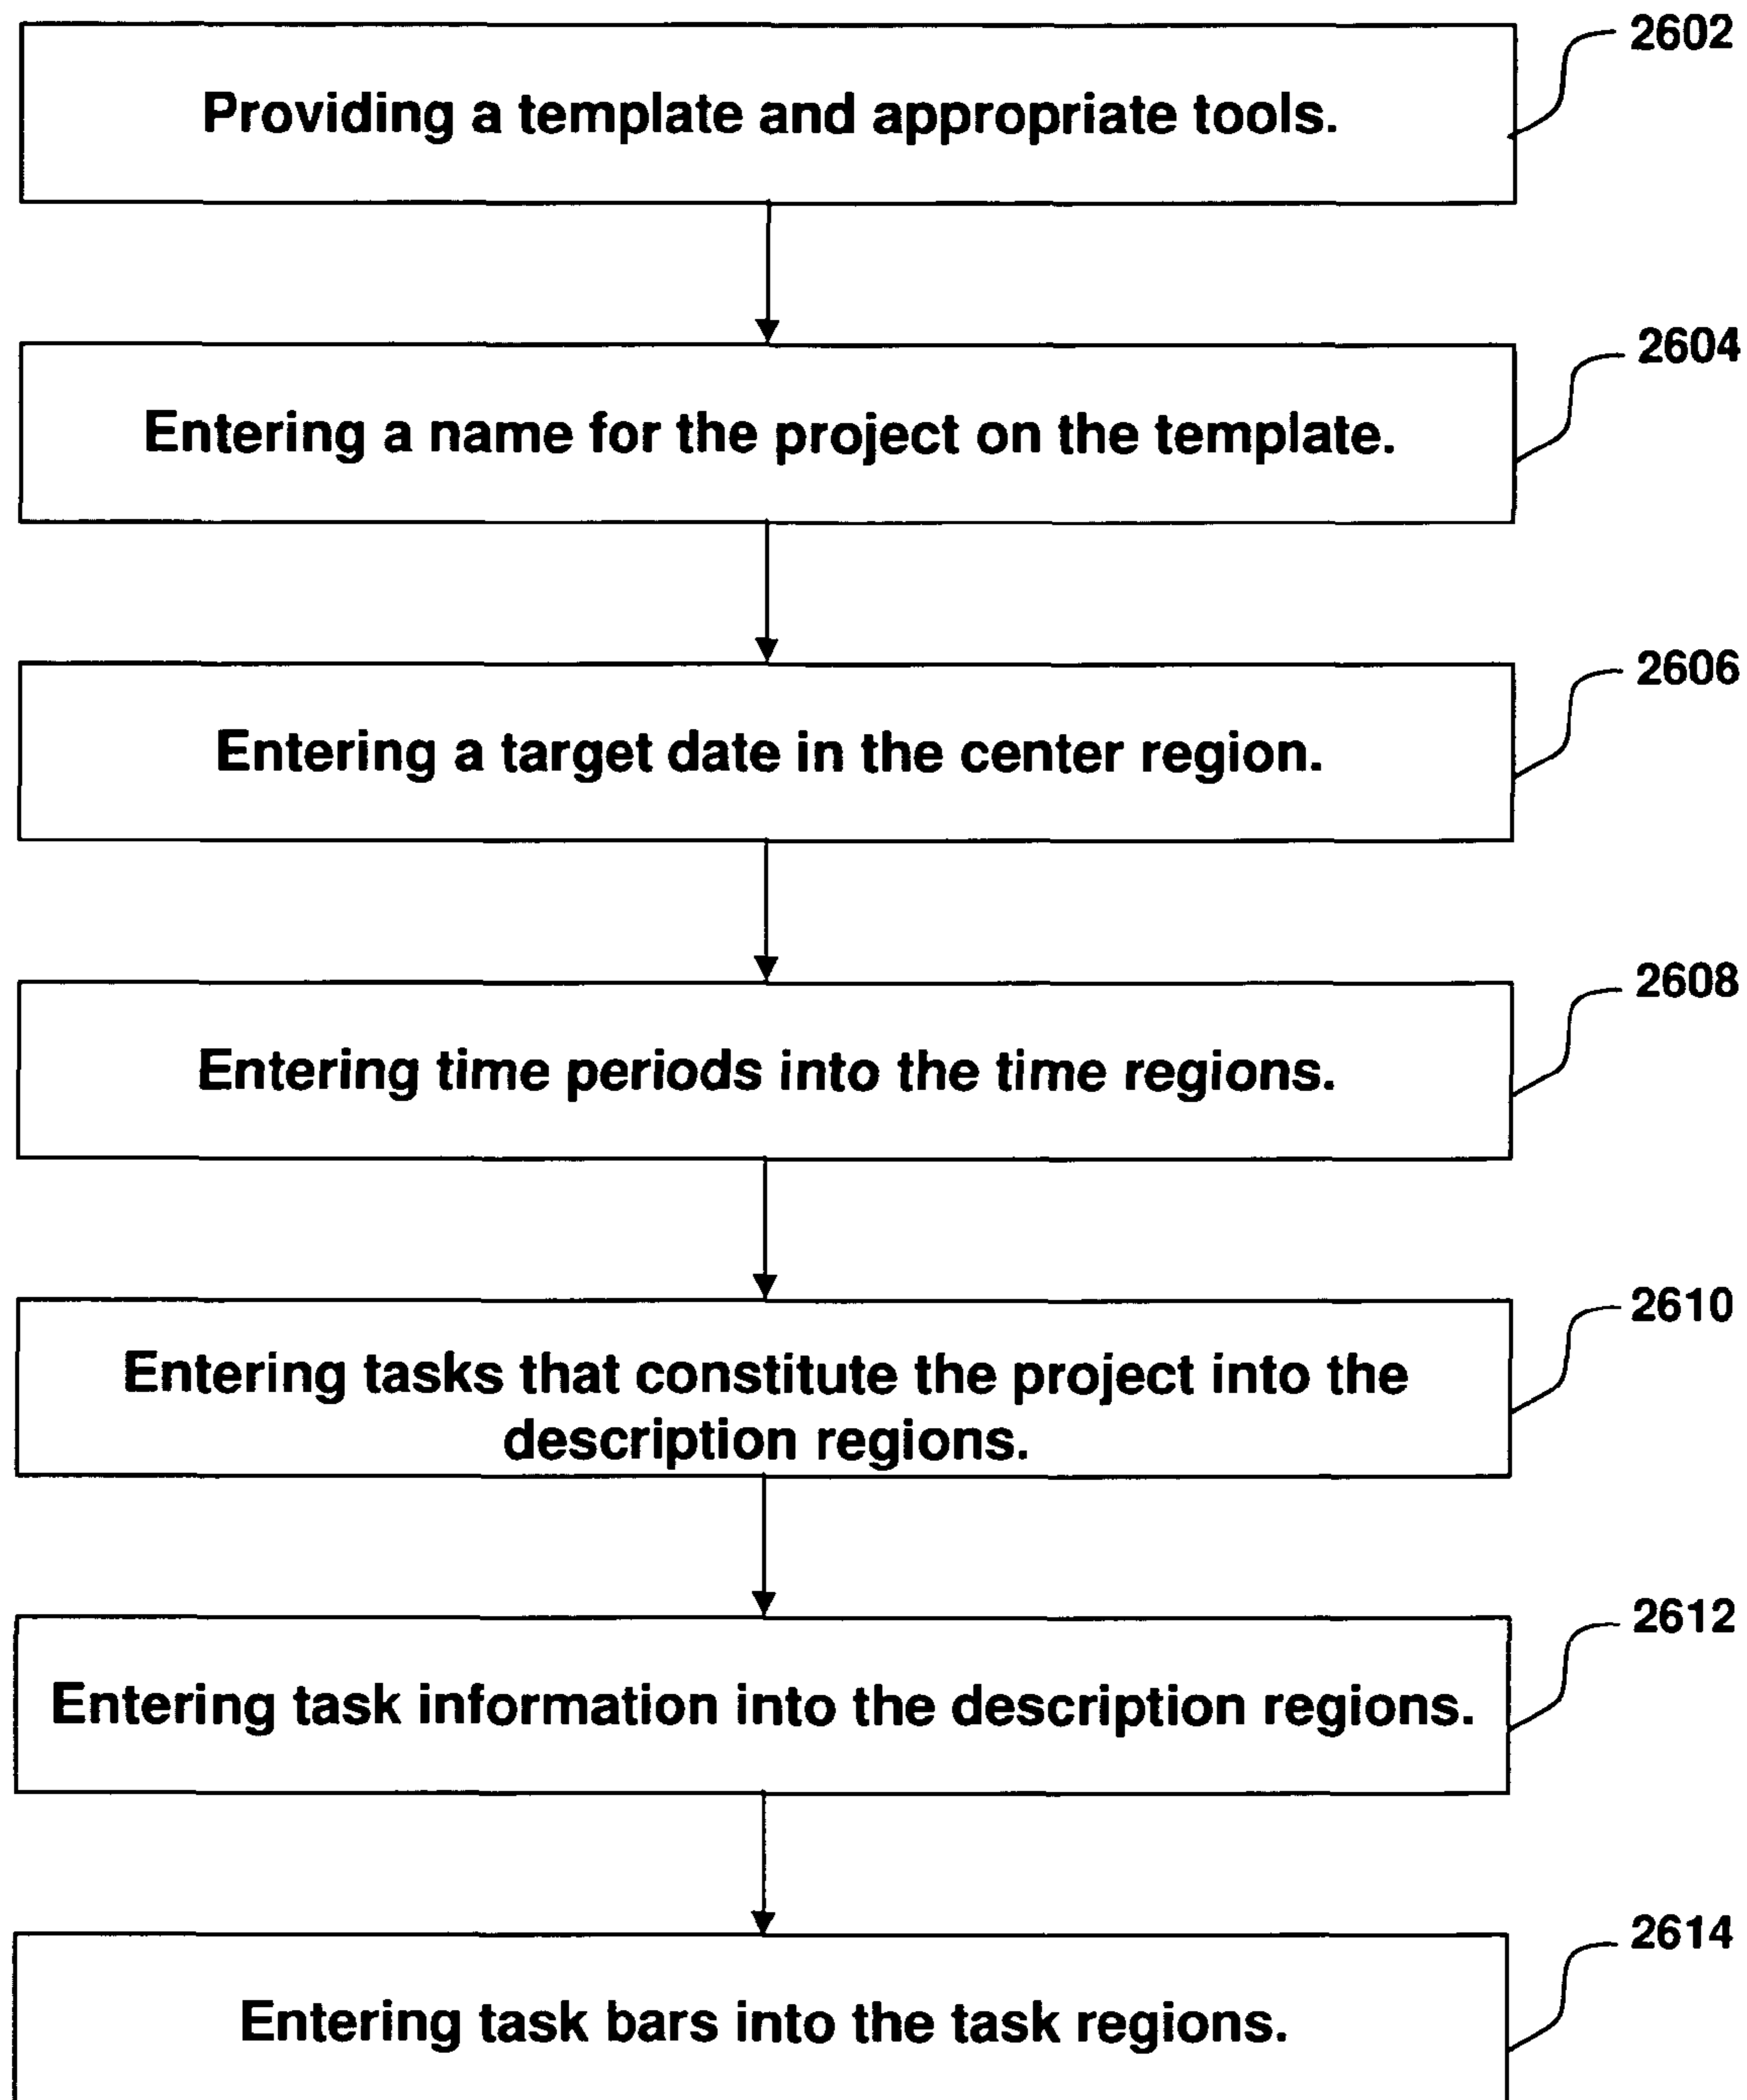 2602
Providing a template and appropriate tools.
2604
Entering a name for the project on the template.
2606
Entering a target date in the center region.
2608
Entering time periods into the time regions.
2610
Entering tasks that constitute the project into the
description regions.
2612
Entering task information into the description regions.
2614
Entering task bars into the task regions.